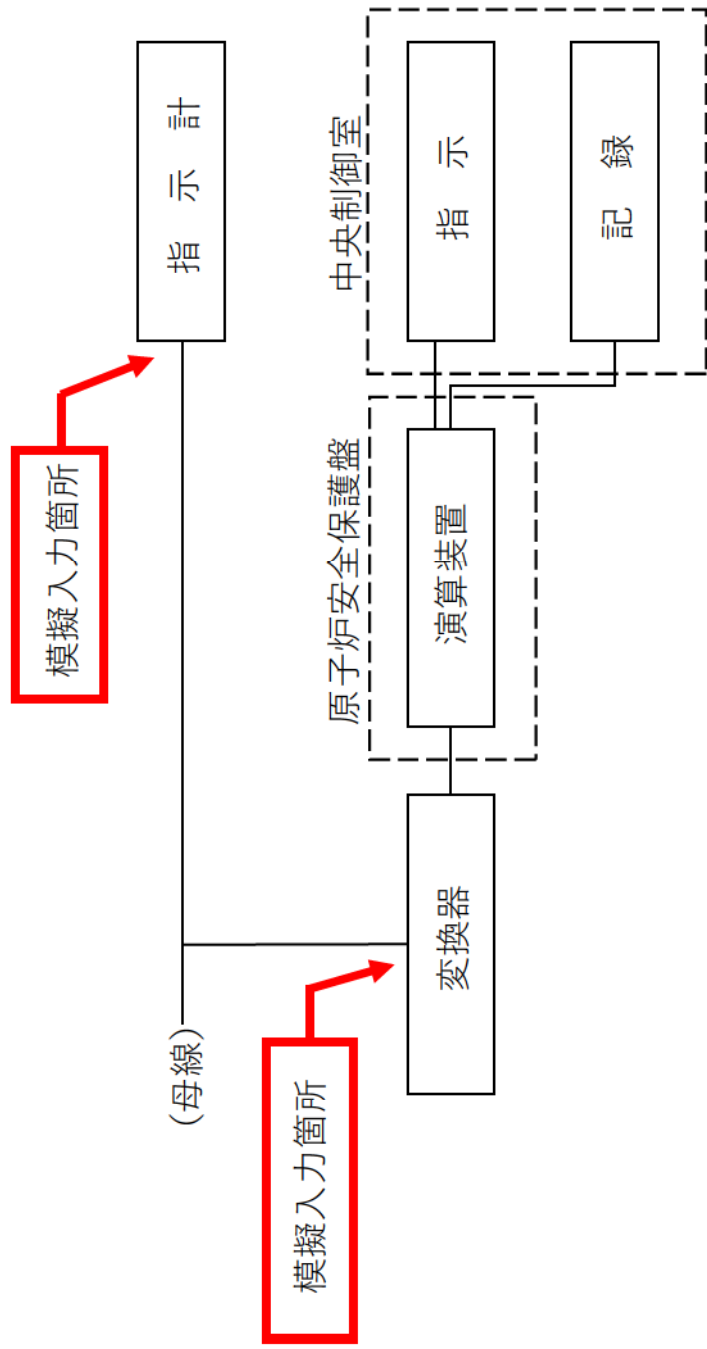 模擬入力箇所
指示計
(母線)
模擬入力箇所
原子炉安全保護盤
中央制御室
変換器
演算装置
指示
記録